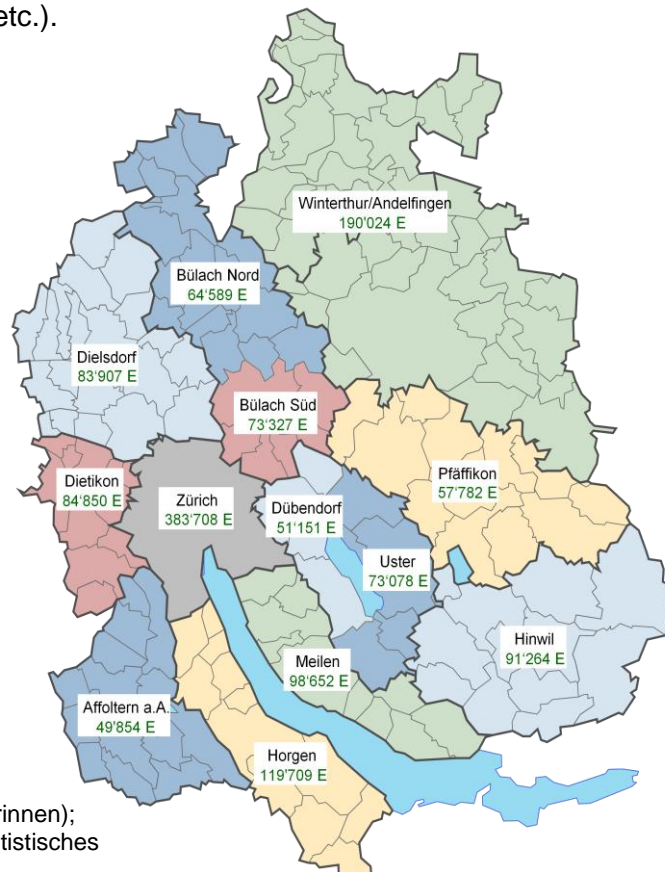 etc.).
Winterthur/Andelfingen
190'024 E
Bülach Nord
64‘589 E
Dielsdorf
83'907 E
Bülach Süd
73'327 E
Pfäffikon
57'782 E
Dietikon
84'850 E
Zürich
383'708 E
Dübendorf
51'151 E
Uster
73'078 E
Hinwil
91‘264 E
Meilen
98'652 E
Affoltern a.A.
49'854 E
Horgen
119'709 E
rinnen);
tistisches